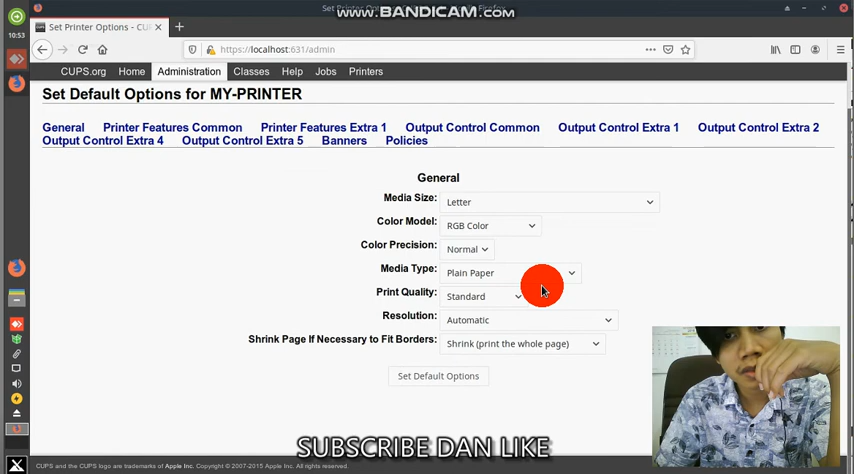 Set Printer Options - CUPS
WWW.BANDICAM.COM
Firefox
Set Printer Options - CUP
10:53
https://localhost:631/admin
CUPS.org Home Administration Classes Help Jobs Printers
Set Default Options for MY-PRINTER
General Printer Features Common Printer Features Extra 1 Output Control Common Output Control Extra 1 Output Control Extra 2
Output Control Extra 4 Output Control Extra 5 Banners Policies
General
Media Size: Letter
Color Model: RGB Color
Color Precision: Normal
Media Type: Plain Paper
Print Quality: Standard
Resolution: Automatic
Shrink Page If Necessary to Fit Borders: Shrink (print the whole page)
Set Default Options
SUBSCRIBE DAN LIKE
CUPS and the CUPS logo are trademarks of Apple Inc. Copyright © 2007-2015 Apple Inc. All rights reserved.